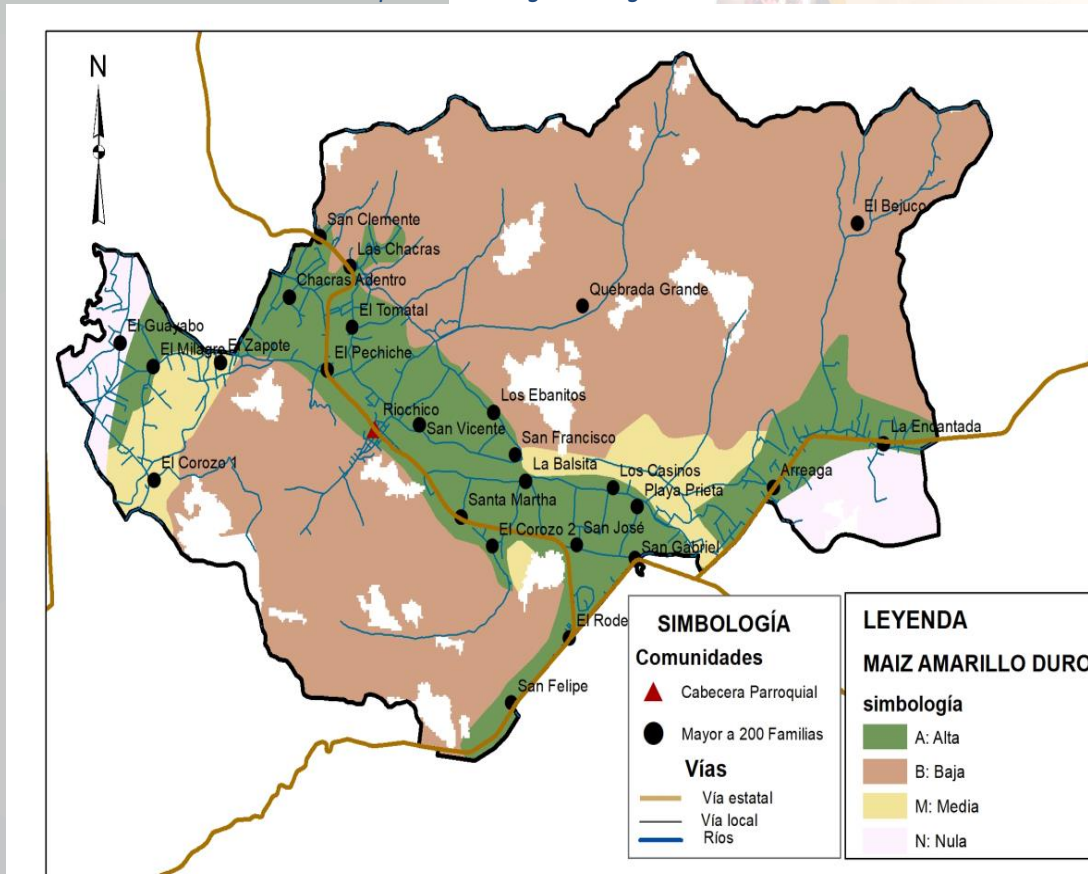 N
San Clemente
Las Chacras
Chacras Adentro
El Bejuco
Quebrada Grande
El Tomatal
El Guayabo
El Milagro
El Zapote
El Pechiche
Riochico
Los Ebanitos
San Vicente
San Francisco
La Encantada
La Balsita
Los Casinos
El Corozo 1
Arreaga
Playa Prieta
Santa Martha
El Corozo 2
San José
San Gabriel
El Rode
San Felipe
SIMBOLOGÍA
Comunidades
Cabecera Parroquial
Mayor a 200 Familias
Vías
Vía estatal
Vía local
Ríos
LEYENDA
MAIZ AMARILLO DURO
simbología
A: Alta
B: Baja
M: Media
N: Nula